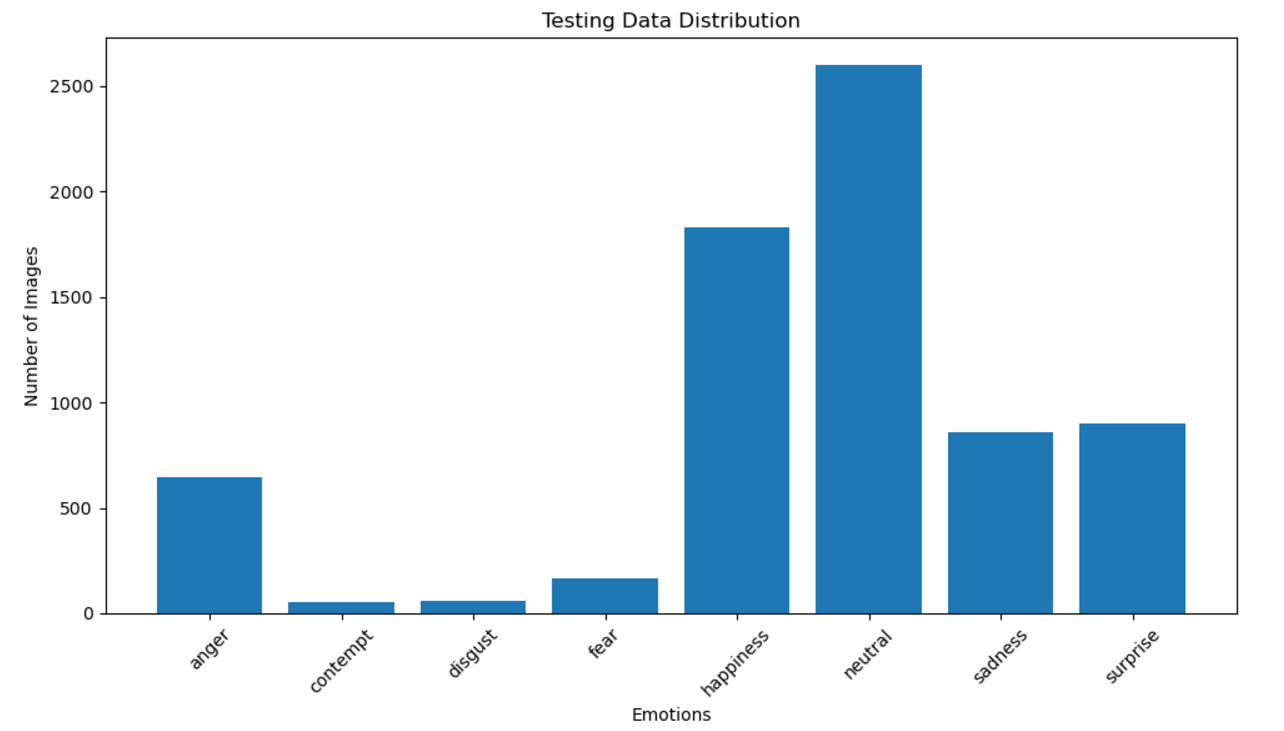 Testing Data Distribution
Number of Images
2500
2000
1500
1000
500
0
anger
contempt
disgust
fear
happiness
neutral
sadness
surprise
Emotions